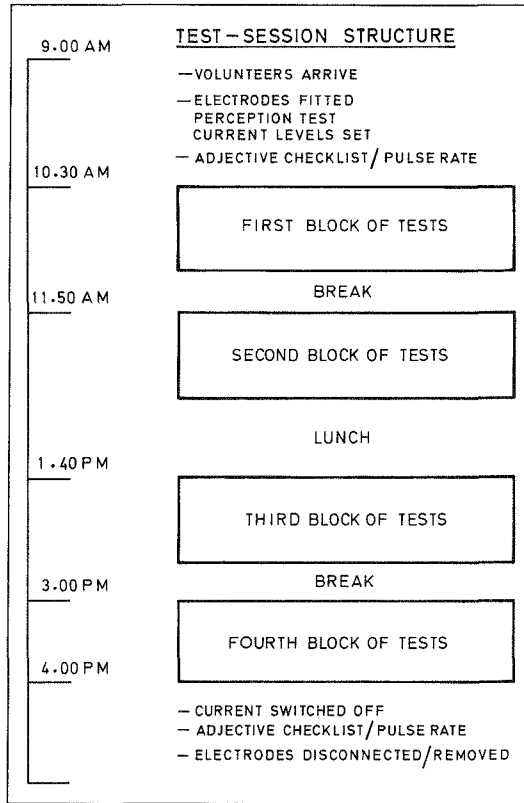 TEST-SESSION STRUCTURE
9.00 AM
- VOLUNTEERS ARRIVE
- ELECTRODES FITTED
PERCEPTION TEST
CURRENT LEVELS SET
- ADJECTIVE CHECKLIST/PULSE RATE
10.30 AM
FIRST BLOCK OF TESTS
BREAK
11.50 AM
SECOND BLOCK OF TESTS
LUNCH
1.40 PM
THIRD BLOCK OF TESTS
BREAK
3.00 PM
FOURTH BLOCK OF TESTS
4.00 PM
- CURRENT SWITCHED OFF
- ADJECTIVE CHECKLIST/PULSE RATE
- ELECTRODES DISCONNECTED/REMOVED